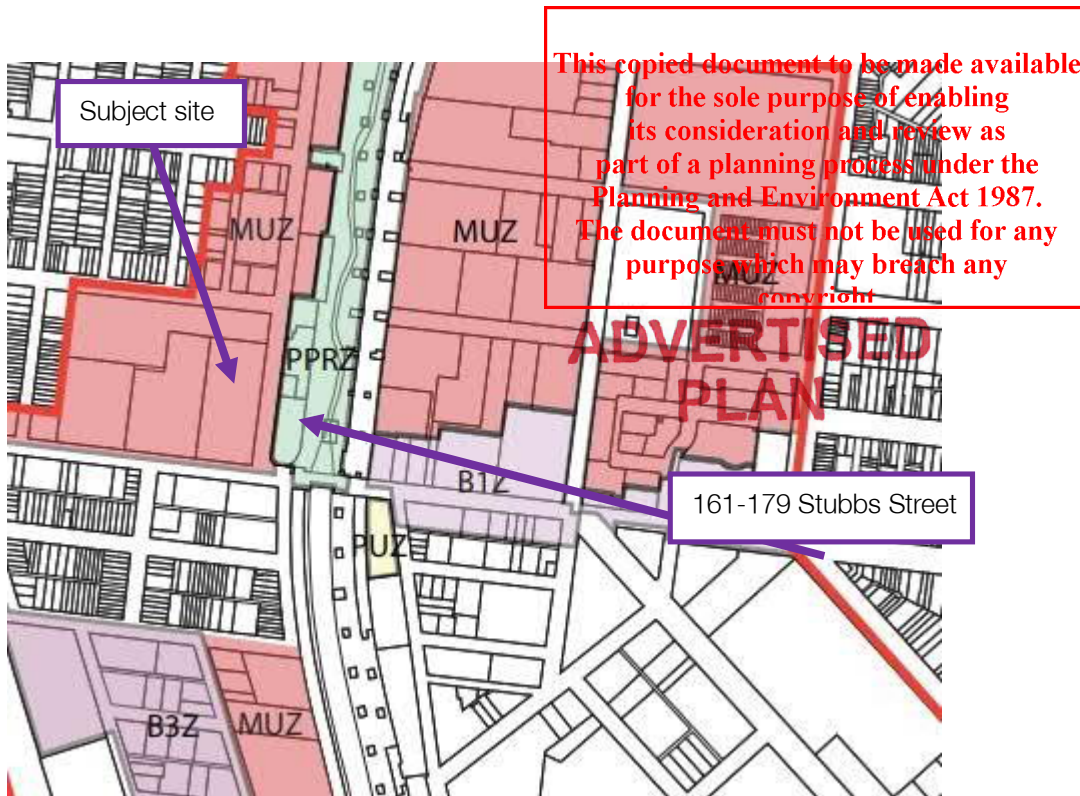 This copied document to be made available
for the sole purpose of enabling
its consideration and review as
part of a planning process under the
Planning and Environment Act 1987.
The document must not be used for any
purpose which may breach any
copyright
Subject site
MUZ
MUZ
MUZ
ADVERTISED
PLAN
PPRZ
B1Z
161-179 Stubbs Street
PUZ
B3Z
MUZ